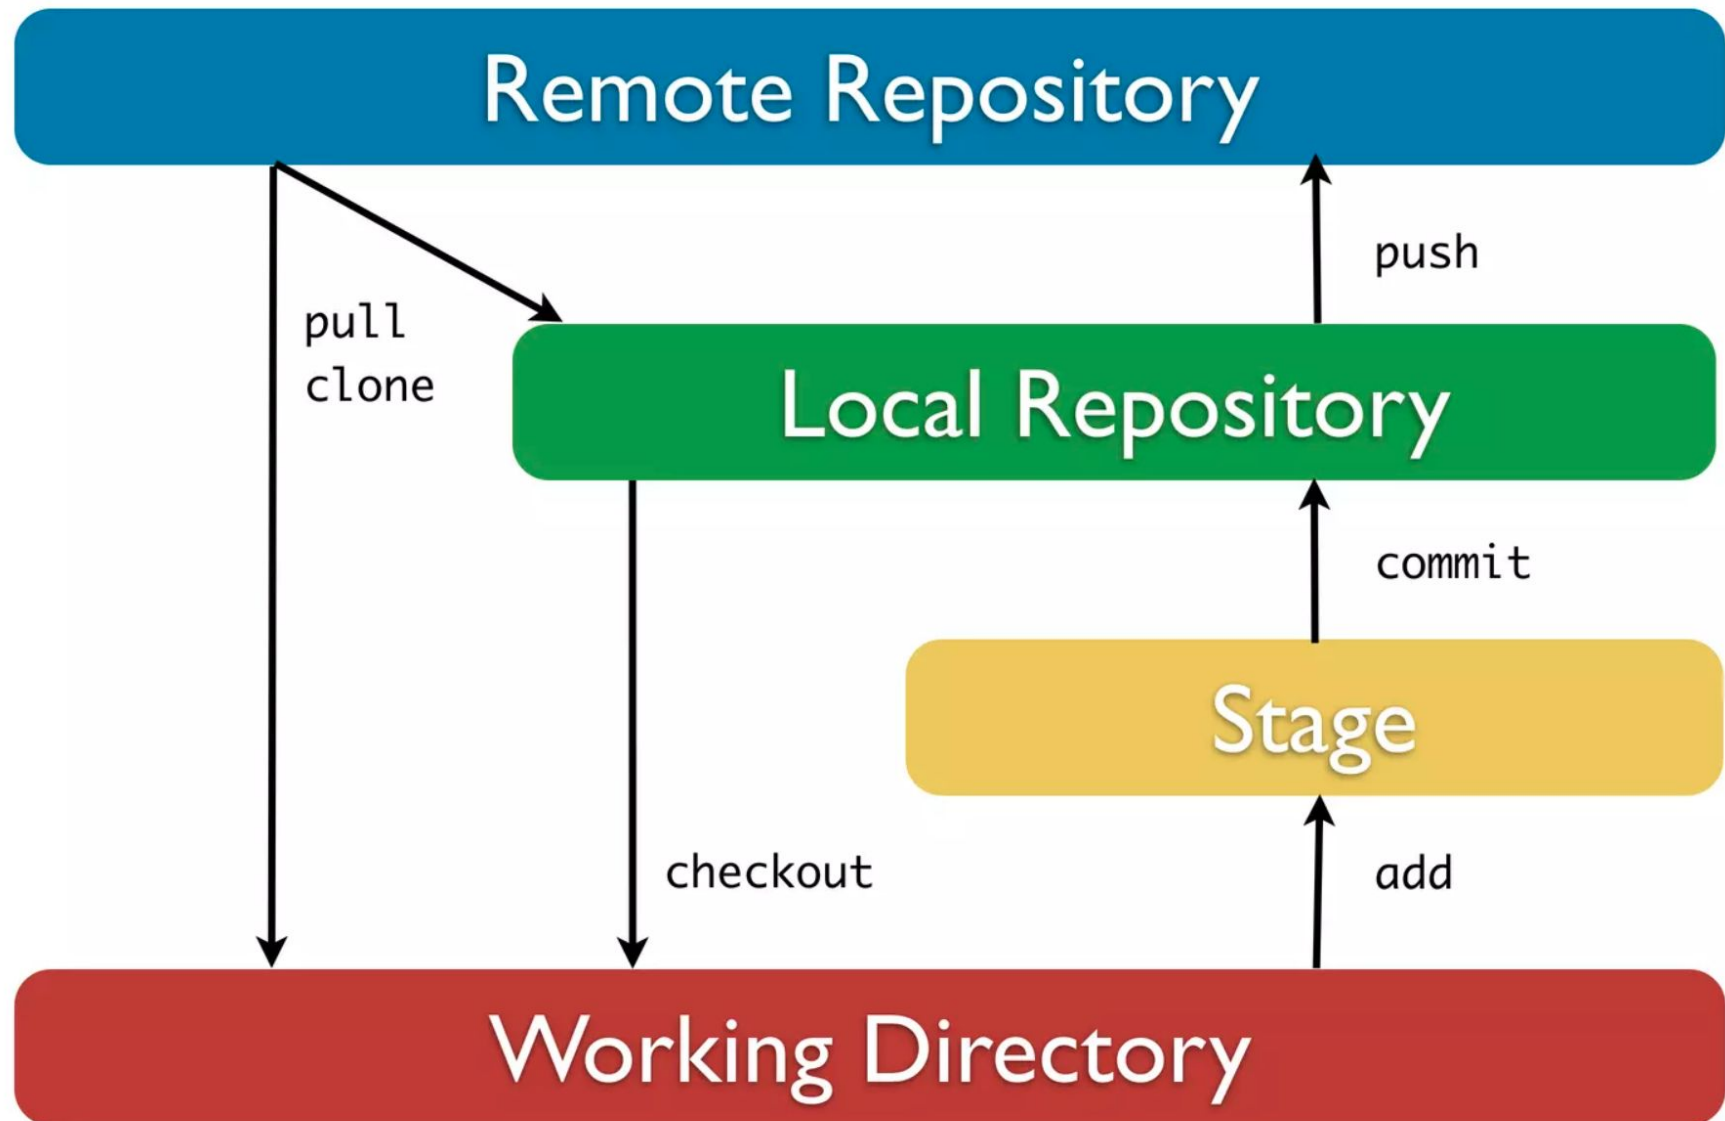 Remote Repository
push
pull
clone
Local Repository
commit
Stage
checkout
add
Working Directory